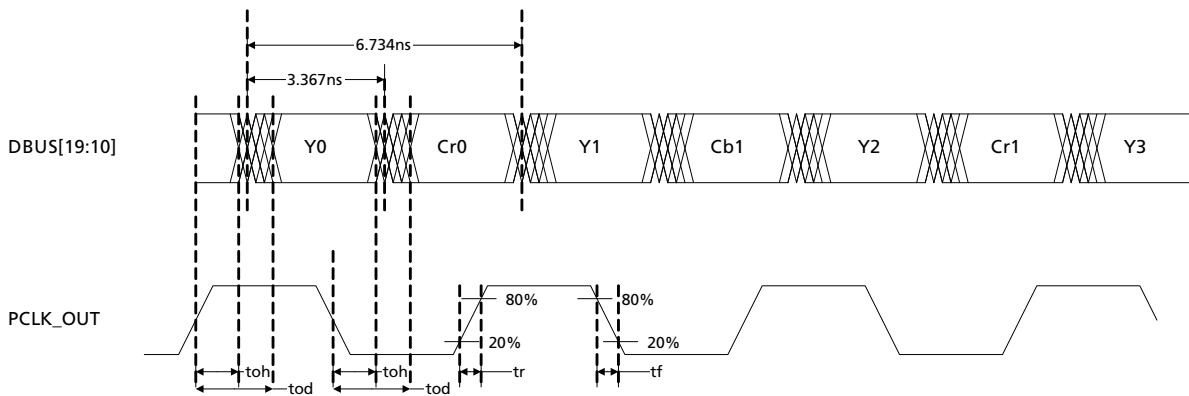 6.734ns
3.367ns
DBUS[19:10] Y0 Cr0 Y1 Cb1 Y2 Cr1 Y3
80% 80%
PCLK_OUT
20% 20%
toh toh tr tf
tod tod